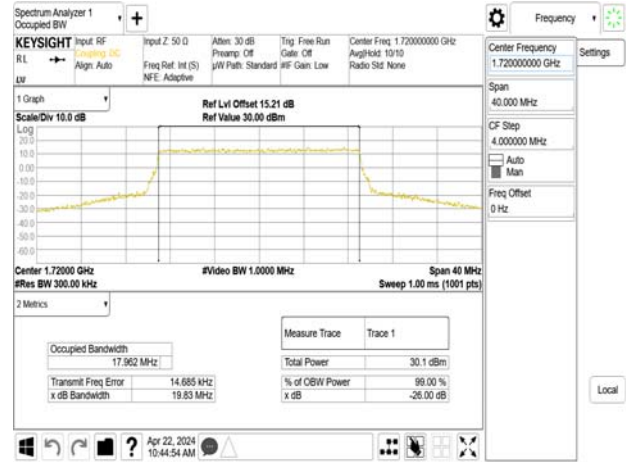 Spectrum Analyzer 1
Occupied BW
KEYSIGHT
RL
Input: RF
Coupling: DC
Align: Auto
Input Z: 50 Ω
Freq Ref: Int (S)
NFE: Adaptive
Atten: 30 dB
Preamp: Off
µW Path: Standard
Trig: Free Run
Gate: Off
#IF Gain: Low
Center Freq: 1.720000000 GHz
Avg|Hold: 10/10
Radio Std: None
1 Graph
Scale/Div 10.0 dB
Ref Lvl Offset 15.21 dB
Ref Value 30.00 dBm
Log
20.0
10.0
0.00
-10.0
-20.0
-30.0
-40.0
-50.0
-60.0
Center 1.72000 GHz
#Res BW 300.00 kHz
#Video BW 1.0000 MHz
Span 40 MHz
Sweep 1.00 ms (1001 pts)
2 Metrics
Occupied Bandwidth
17.962 MHz
Transmit Freq Error 14.685 kHz
x dB Bandwidth 19.83 MHz
Measure Trace Trace 1
Total Power 30.1 dBm
% of OBW Power 99.00 %
x dB -26.00 dB
Apr 22, 2024
10:44:54 AM
Frequency
Center Frequency
1.720000000 GHz
Span
40.000 MHz
CF Step
4.000000 MHz
Auto
Man
Freq Offset
0 Hz
Settings
Local